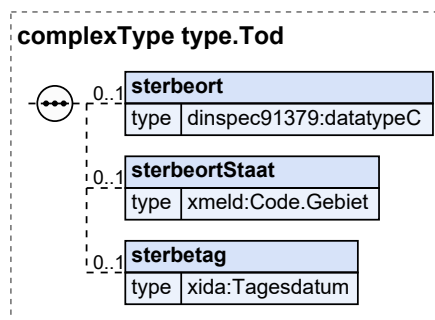 complexType type.Tod
0..1 sterbeort
type dinspec91379:datatypeC
0..1 sterbeortStaat
type xmeld:Code.Gebiet
0..1 sterbetag
type xida:Tagesdatum